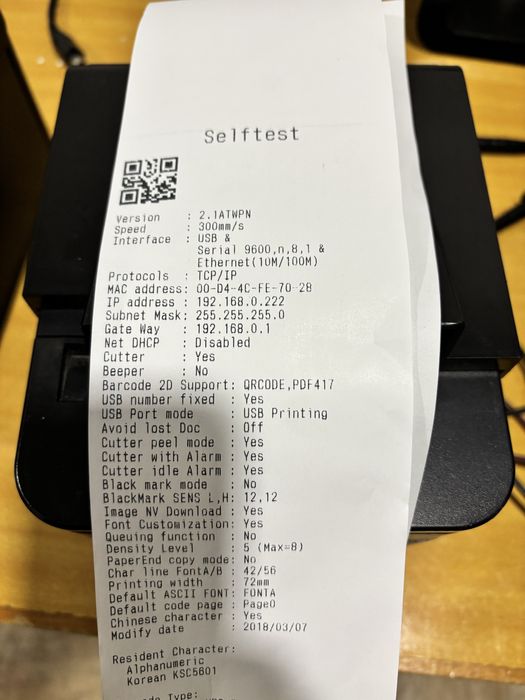 Selftest
Version : 2.1ATWPN
Speed : 300mm/s
Interface : USB &
Serial 9600,n,8,1 &
Ethernet(10M/100M)
Protocols : TCP/IP
MAC address: 00-D4-4C-FE-70-28
IP address : 192.168.0.222
Subnet Mask: 255.255.255.0
Gate Way : 192.168.0.1
Net DHCP : Disabled
Cutter : Yes
Beeper : No
Barcode 2D Support: QRCODE,PDF417
USB number fixed : Yes
USB Port mode : USB Printing
Avoid lost Doc : Off
Cutter peel mode : Yes
Cutter with Alarm : Yes
Cutter idle Alarm : Yes
Black mark mode : No
BlackMark SENS L,H: 12,12
Image NV Download : Yes
Font Customization: Yes
Queuing function : No
Density Level : 5 (Max=8)
PaperEnd copy mode: No
Char line FontA/B : 42/56
Printing width : 72mm
Default ASCII FONT: FONTA
Default code page : Page0
Chinese character : Yes
Modify date : 2018/03/07
Resident Character:
Alphanumeric
Korean KSC5601
Type: